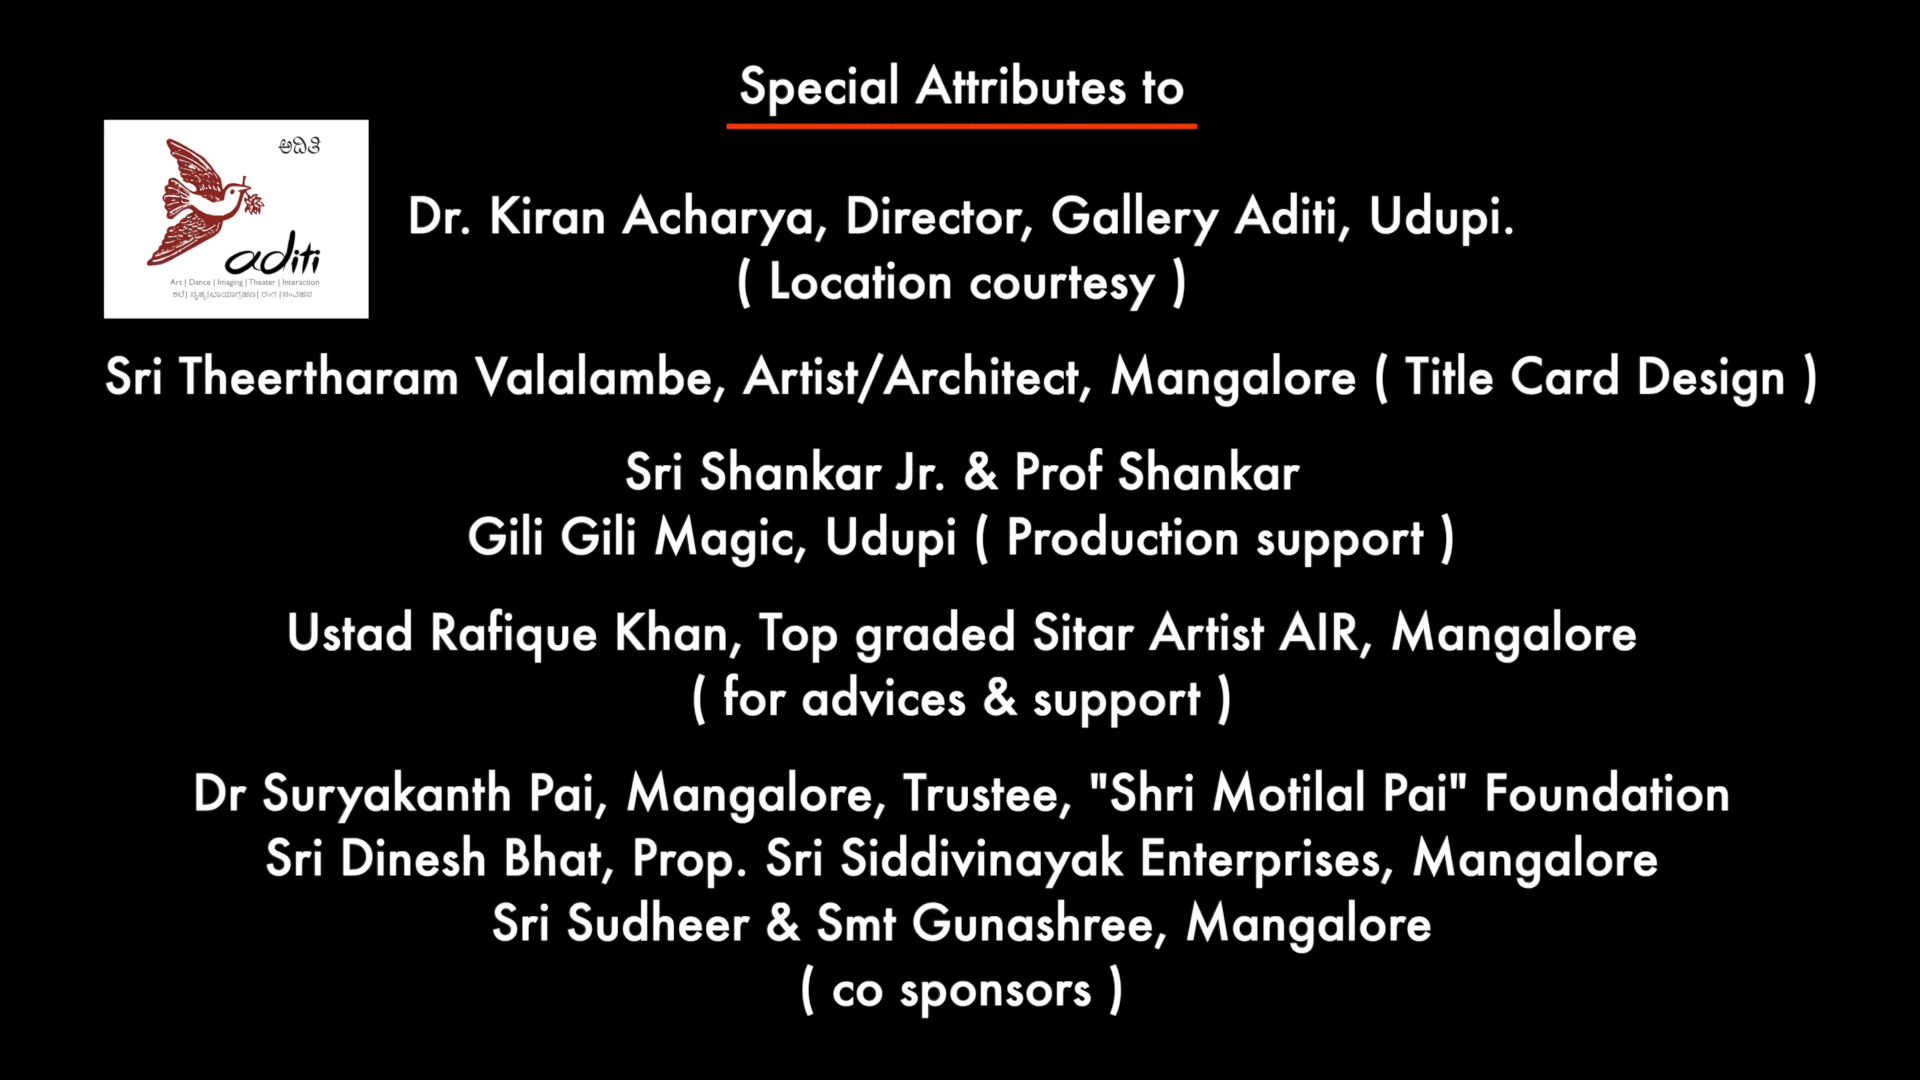 Special Attributes to
ಅದಿತಿ
aditi
Art | Dance | Imaging | Theater | Interaction
ಕಲೆ | ನೃತ್ಯ | ಛಾಯಾಗ್ರಹಣ | ರಂಗ | ಸಂವಹನ
Dr. Kiran Acharya, Director, Gallery Aditi, Udupi.
( Location courtesy )
Sri Theertharam Valalambe, Artist/Architect, Mangalore ( Title Card Design )
Sri Shankar Jr. & Prof Shankar
Gili Gili Magic, Udupi ( Production support )
Ustad Rafique Khan, Top graded Sitar Artist AIR, Mangalore
( for advices & support )
Dr Suryakanth Pai, Mangalore, Trustee, "Shri Motilal Pai" Foundation
Sri Dinesh Bhat, Prop. Sri Siddivinayak Enterprises, Mangalore
Sri Sudheer & Smt Gunashree, Mangalore
( co sponsors )